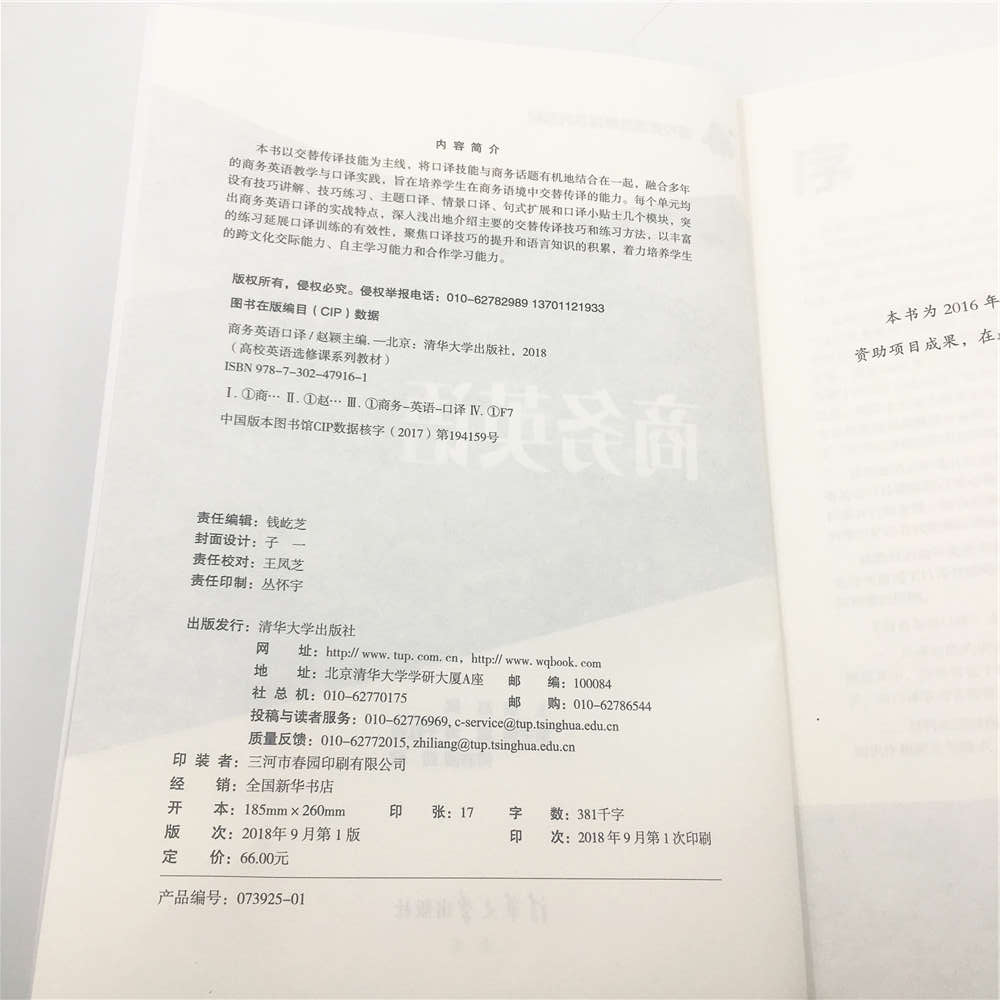 内容简介
本书以交替传译技能为主线，将口译技能与商务话题有机地结合在一起，融合多年
的商务英语教学与口译实践，旨在培养学生在商务语境中交替传译的能力。每个单元均
设有技巧讲解、技巧练习、主题口译、情景口译、句式扩展和口译小贴士几个模块，突
出商务英语口译的实战特点，深入浅出地介绍主要的交替传译技巧和练习方法，以丰富
的练习延展口译训练的有效性，聚焦口译技巧的提升和语言知识的积累，着力培养学生
的跨文化交际能力、自主学习能力和合作学习能力。
版权所有，侵权必究。侵权举报电话：010-62782989 13701121933
图书在版编目（CIP）数据
商务英语口译 / 赵颖主编. —北京：清华大学出版社，2018
（高校英语选修课系列教材）
ISBN 978-7-302-47916-1
Ⅰ. ①商… Ⅱ. ①赵… Ⅲ. ①商务-英语-口译 Ⅳ. ①F7
中国版本图书馆CIP数据核字（2017）第194159号
责任编辑：钱屹芝
封面设计：子 一
责任校对：王凤芝
责任印制：丛怀宇
出版发行：清华大学出版社
网 址：http:// www. tup. com. cn，http:// www. wqbook. com
地 址：北京清华大学学研大厦A座 邮 编：100084
社 总 机：010-62770175 邮 购：010-62786544
投稿与读者服务：010-62776969, c-service@tup.tsinghua.edu.cn
质量反馈：010-62772015, zhiliang@tup.tsinghua.edu.cn
印 装 者：三河市春园印刷有限公司
经 销：全国新华书店
开 本：185mm×260mm 印 张：17 字 数：381千字
版 次：2018年9月第1版 印 次：2018年9月第1次印刷
定 价：66.00元
产品编号：073925-01
本书为 2016 年
资助项目成果，在
商务英语
清华大学出版社